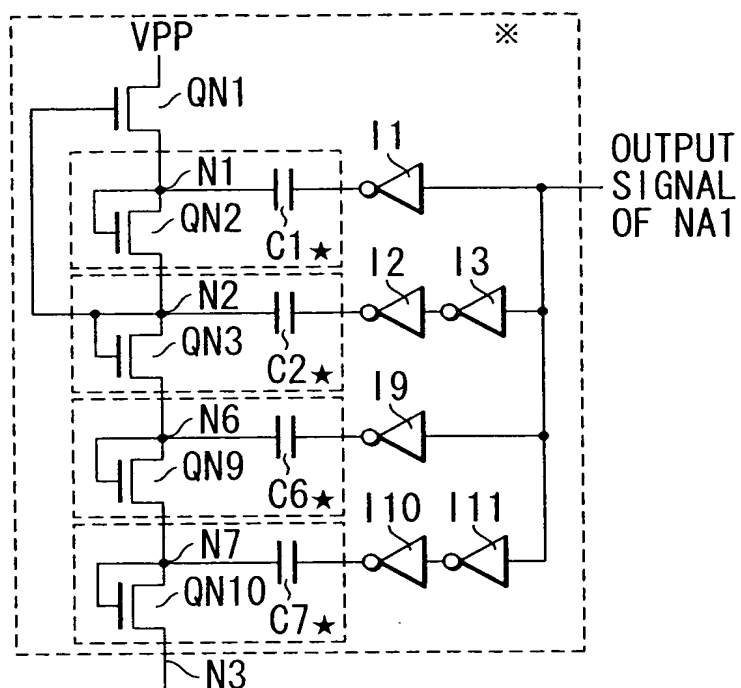 VPP
※
QN1
I1
OUTPUT
SIGNAL
OF NA1
N1
QN2
C1★
I2
I3
N2
QN3
C2★
I9
N6
QN9
C6★
I10
I11
N7
QN10
C7★
N3